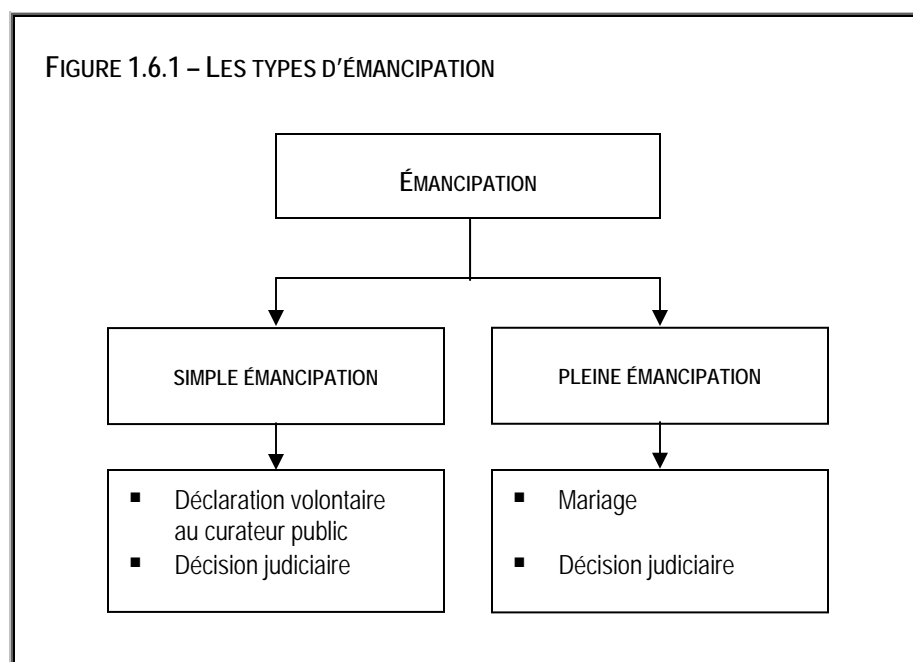 FIGURE 1.6.1 – LES TYPES D'ÉMANCIPATION
ÉMANCIPATION
SIMPLE ÉMANCIPATION
PLEINE ÉMANCIPATION
▪ Déclaration volontaire
au curateur public
▪ Décision judiciaire
▪ Mariage
▪ Décision judiciaire